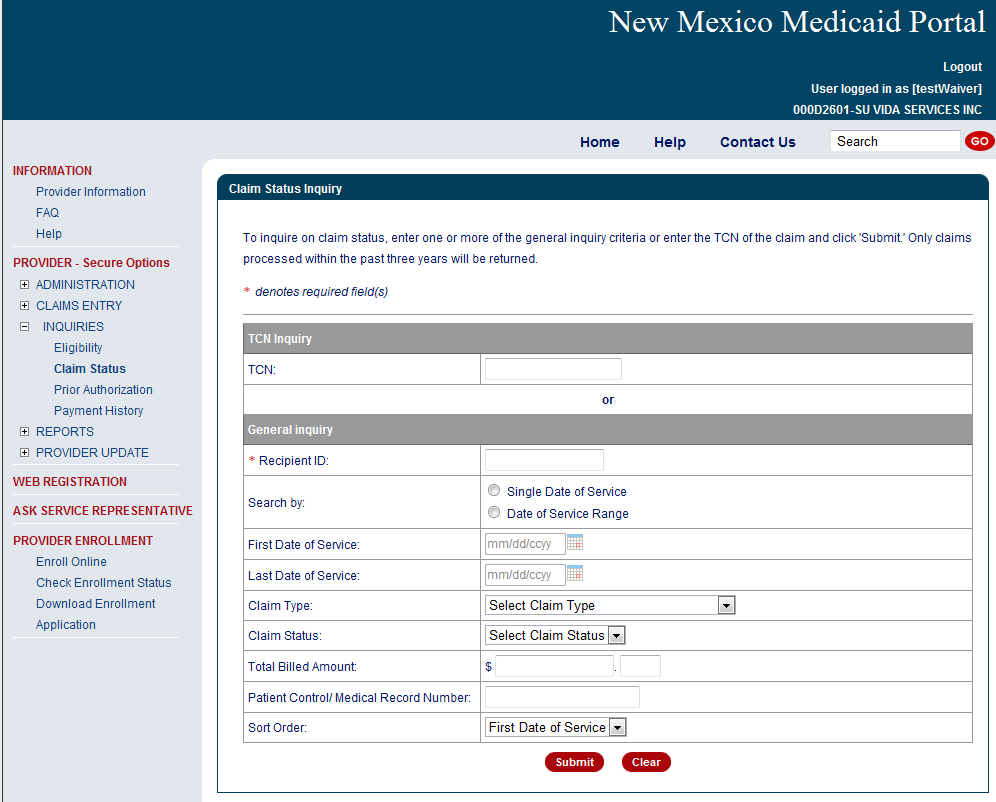 New Mexico Medicaid Portal
Logout
User logged in as [testWaiver]
000D2601-SU VIDA SERVICES INC
Home Help Contact Us Search GO
INFORMATION
Provider Information
FAQ
Help
PROVIDER - Secure Options
ADMINISTRATION
CLAIMS ENTRY
INQUIRIES
Eligibility
Claim Status
Prior Authorization
Payment History
REPORTS
PROVIDER UPDATE
WEB REGISTRATION
ASK SERVICE REPRESENTATIVE
PROVIDER ENROLLMENT
Enroll Online
Check Enrollment Status
Download Enrollment
Application
Claim Status Inquiry
To inquire on claim status, enter one or more of the general inquiry criteria or enter the TCN of the claim and click 'Submit.' Only claims
processed within the past three years will be returned.
* denotes required field(s)
TCN Inquiry
TCN:
or
General inquiry
* Recipient ID:
Search by:
Single Date of Service
Date of Service Range
First Date of Service: mm/dd/ccyy
Last Date of Service: mm/dd/ccyy
Claim Type: Select Claim Type
Claim Status: Select Claim Status
Total Billed Amount: $ .
Patient Control/ Medical Record Number:
Sort Order: First Date of Service
Submit Clear